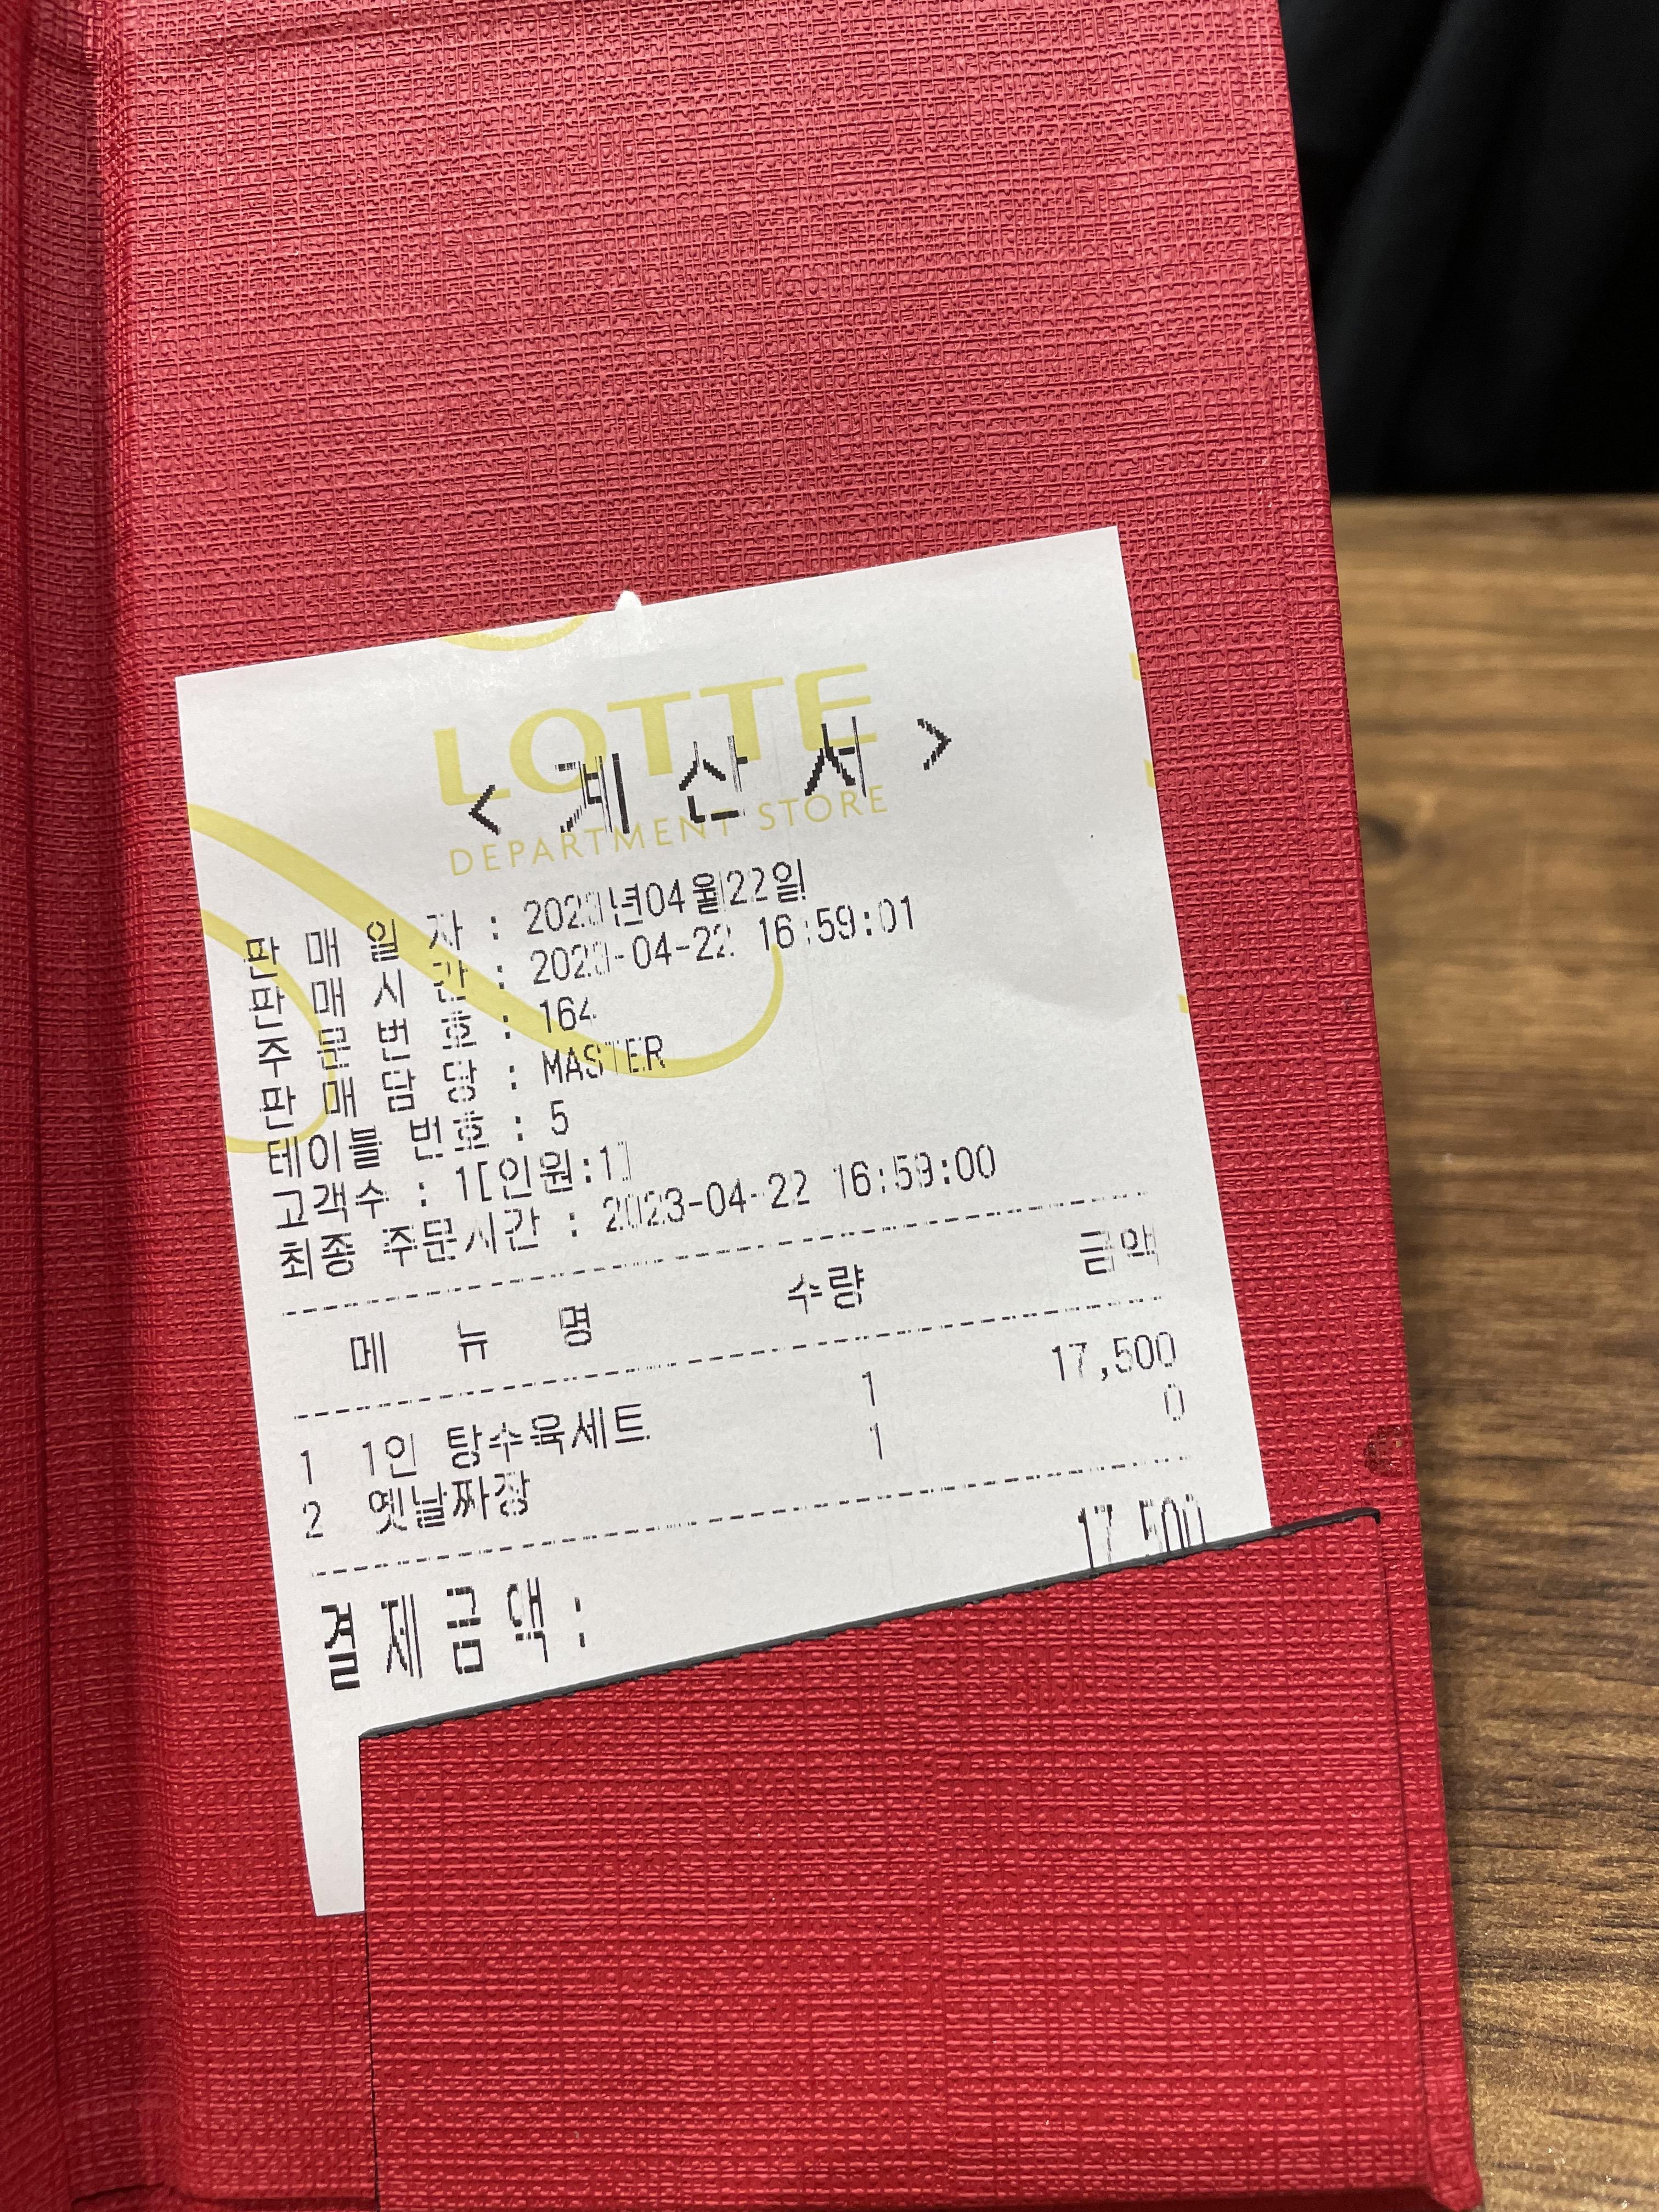 LOTTE
DEPARTMENT STORE
< 계 산 서 >
판 매 일 자 : 2023년04월22일
판 매 시 간 : 2023-04-22 16:59:01
주 문 번 호 : 164
판 매 담 당 : MASTER
테이블 번호 : 5
고객수 : 1[인원:1]
최종 주문시간 : 2023-04-22 16:59:00
메 뉴 명 수량 금액
1 1인 탕수육세트 1 17,500
2 옛날짜장 1 0
결제금액: 17,500